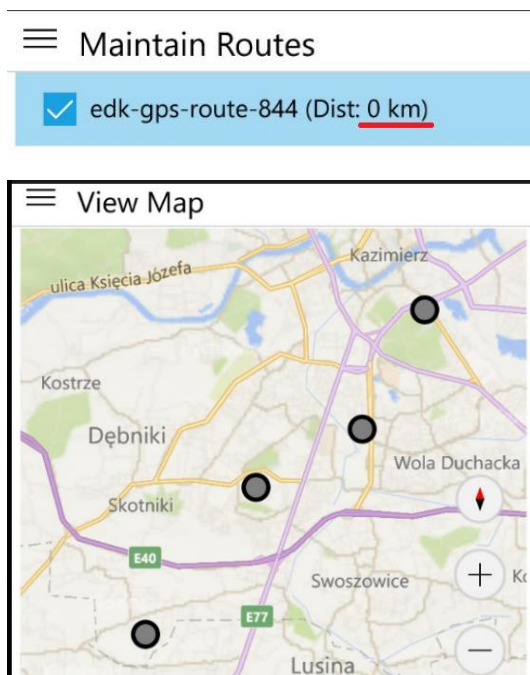 Maintain Routes
edk-gps-route-844 (Dist: 0 km)
View Map
Kazimierz
ulica Księcia Józefa
Kostrze
Dębniki
Wola Duchacka
Skotniki
E40
Swoszowice
E77
Lusina